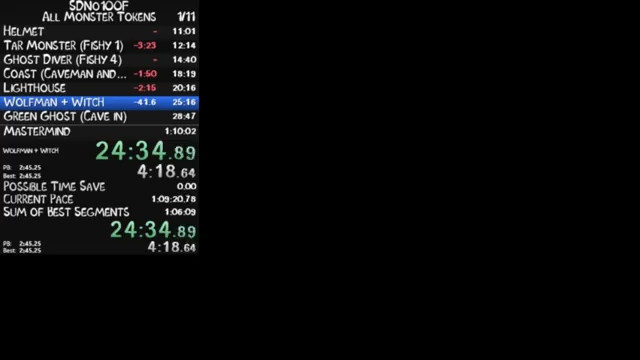 SDNO100F
ALL MONSTER TOKENS 1/11
HELMET - 11:01
TAR MONSTER (FISHY 1) -3:23 12:14
GHOST DIVER (FISHY 4) - 14:40
COAST (CAVEMAN AND... -1:50 18:19
LIGHTHOUSE -2:15 20:16
WOLFMAN + WITCH -41.6 25:16
GREEN GHOST (CAVE IN) 28:47
MASTERMIND 1:10:02
WOLFMAN + WITCH 24:34.89
PB: 2:45.25
Best: 2:45.25 4:18.64
POSSIBLE TIME SAVE 0.00
CURRENT PACE 1:09:20.78
SUM OF BEST SEGMENTS 1:06:09
24:34.89
PB: 2:45.25
Best: 2:45.25 4:18.64